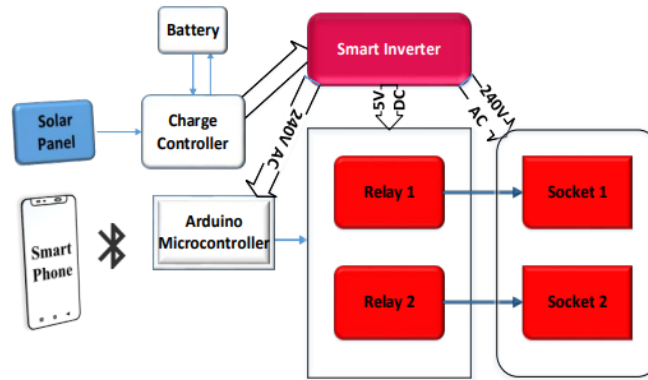 Battery
Smart Inverter
Solar
Panel
Charge
Controller
240V AC
5V
DC
240V
AC
Smart
Phone
Arduino
Microcontroller
Relay 1
Socket 1
Relay 2
Socket 2